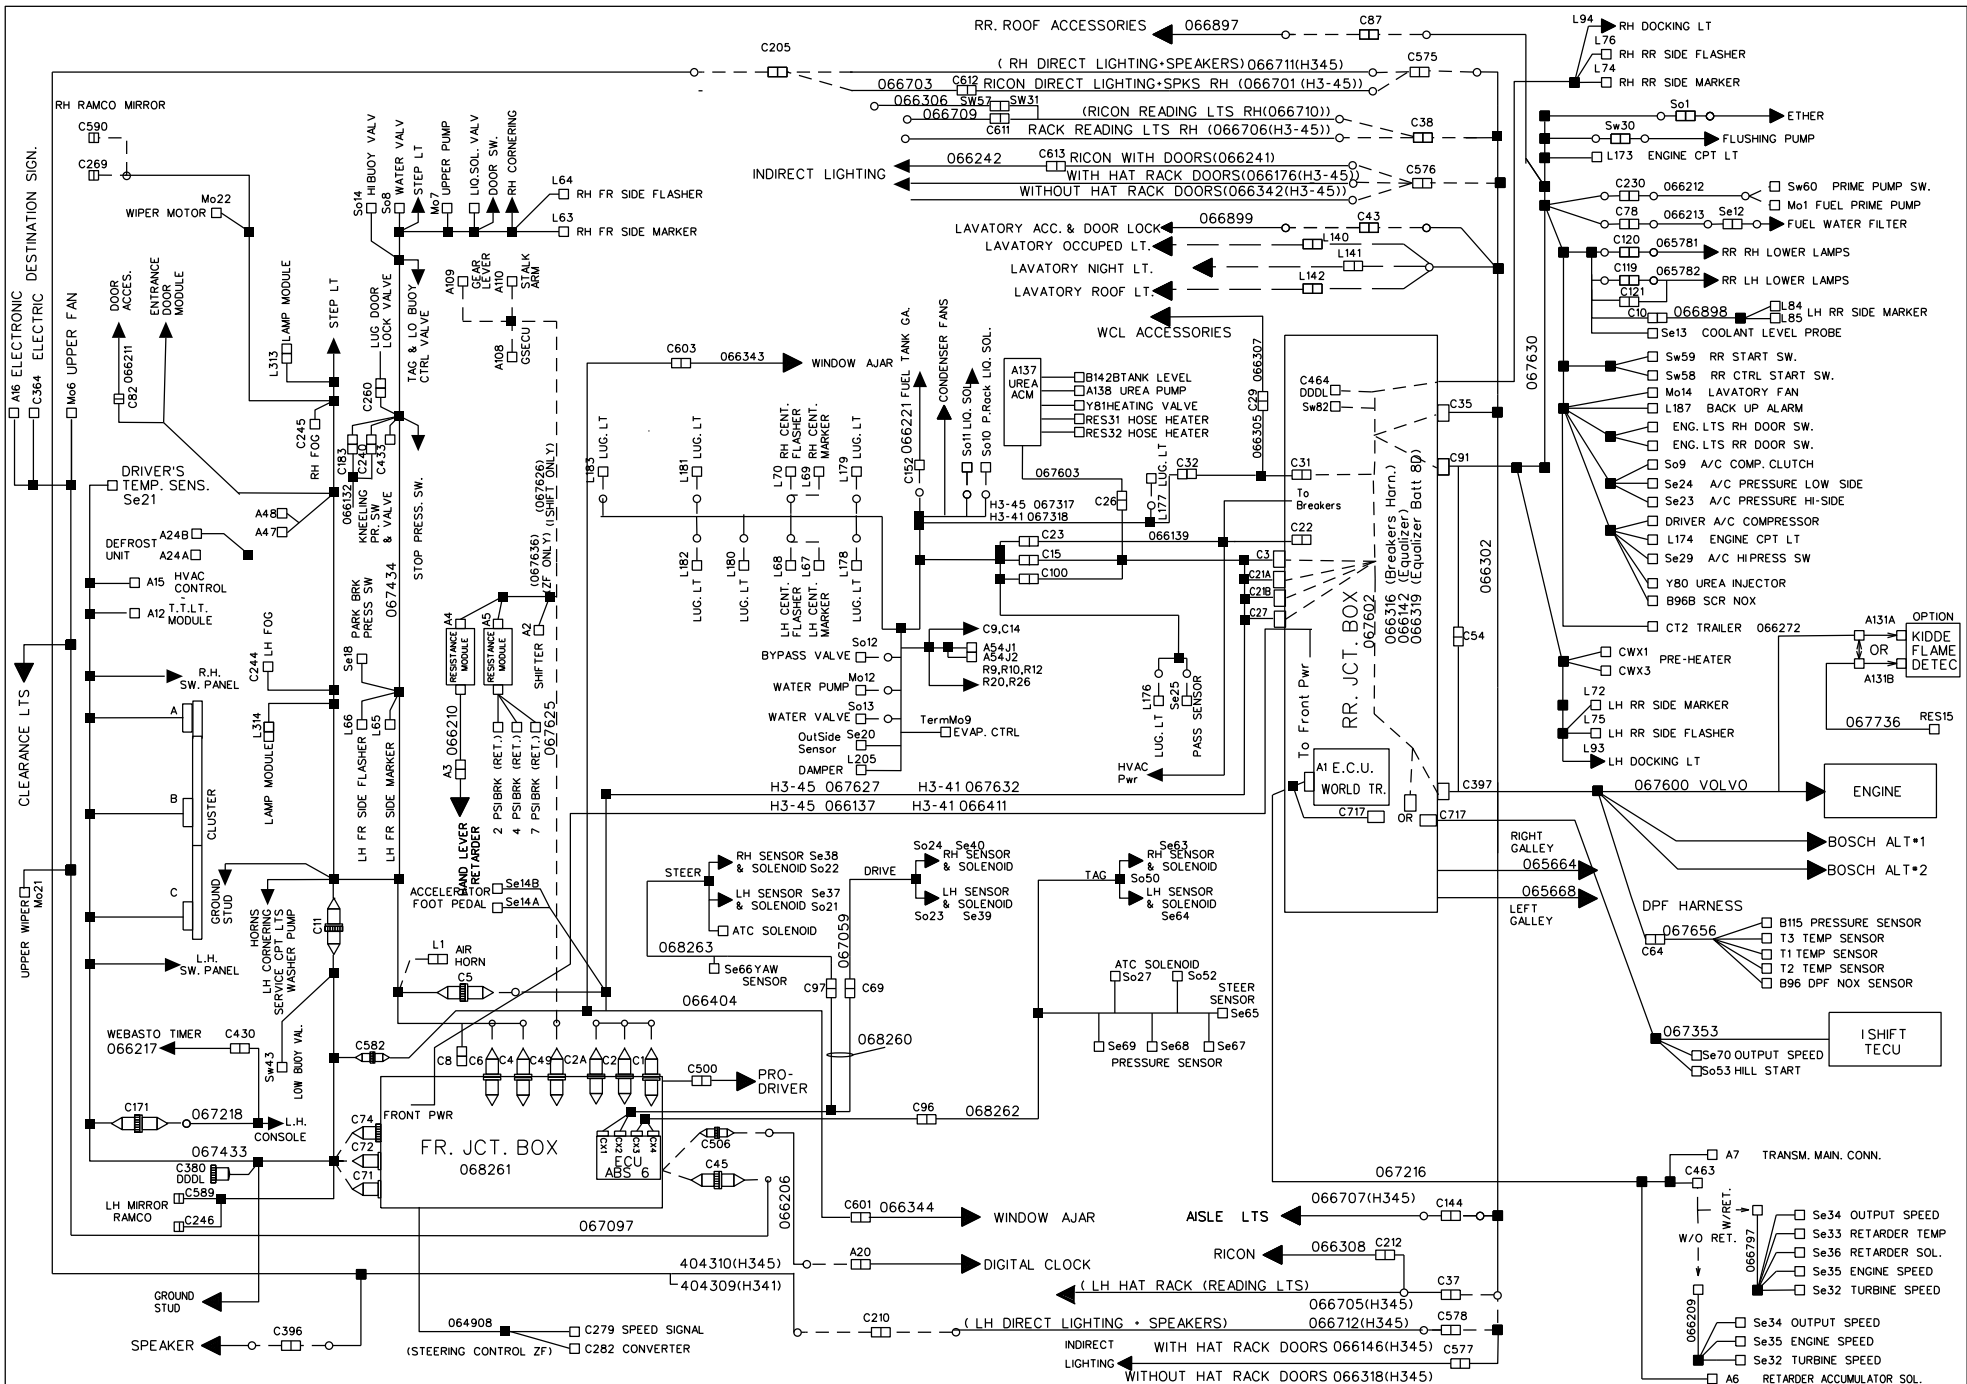 RR. ROOF ACCESSORIES
066897
C87
L94
RH DOCKING LT
L76
RH RR SIDE FLASHER
L74
RH RR SIDE MARKER
C205
( RH DIRECT LIGHTING+SPEAKERS) 066711(H345)
C575
066703
C612
RICON DIRECT LIGHTING+SPKS RH (066701 (H3-45))
066306
SW57
SW31
066709
C611
(RICON READING LTS RH(066710))
RACK READING LTS RH (066706(H3-45))
C38
INDIRECT LIGHTING
066242
C613
RICON WITH DOORS(066241)
WITH HAT RACK DOORS(066176(H3-45))
C576
WITHOUT HAT RACK DOORS(066342(H3-45))
LAVATORY ACC. & DOOR LOCK
066899
C43
LAVATORY OCCUPED LT.
L140
LAVATORY NIGHT LT.
L141
LAVATORY ROOF LT.
L142
WCL ACCESSORIES
So1
ETHER
Sw30
FLUSHING PUMP
L173 ENGINE CPT LT
C230
066212
Sw60 PRIME PUMP SW.
Mo1 FUEL PRIME PUMP
C78
066213
Se12
FUEL WATER FILTER
C120
065781
RR RH LOWER LAMPS
C119
065782
RR LH LOWER LAMPS
C121
C10
066898
L84
L85
LH RR SIDE MARKER
Se13 COOLANT LEVEL PROBE
067630
Sw59 RR START SW.
Sw58 RR CTRL START SW.
Mo14 LAVATORY FAN
L187 BACK UP ALARM
ENG.LTS RH DOOR SW.
ENG.LTS RR DOOR SW.
So9 A/C COMP. CLUTCH
Se24 A/C PRESSURE LOW SIDE
Se23 A/C PRESSURE HI-SIDE
DRIVER A/C COMPRESSOR
L174 ENGINE CPT LT
Se29 A/C HIPRESS SW
Y80 UREA INJECTOR
B96B SCR NOX
CT2 TRAILER
066272
A131A
OPTION
KIDDE
FLAME
DETEC
OR
A131B
067736
RES15
CWX1
PRE-HEATER
CWX3
L72
LH RR SIDE MARKER
L75
LH RR SIDE FLASHER
L93
LH DOCKING LT
RH RAMCO MIRROR
C590
C269
Mo22
WIPER MOTOR
A16 ELECTRONIC
C364 ELECTRIC
DESTINATION SIGN.
Mo6 UPPER FAN
DOOR
ACCES.
ENTRANCE
DOOR
MODULE
C82 066211
LAMP MODULE
L313
STEP LT
LUG DOOR
LOCK VALVE
C260
TAG & LO BUOY
CTRL VALVE
So14
HIBUOY VALV
So8
WATER VALV
STEP LT
Mo7
UPPER PUMP
LIQ.SOL. VALV
DOOR SW.
RH CORNERING
L64
RH FR SIDE FLASHER
L63
RH FR SIDE MARKER
A109
GEAR
LEVER
A110
STALK
ARM
A108
GSECU
C245
RH FOG
DRIVER'S
TEMP. SENS.
Se21
066132
C183
C240
C433
KNEELING
PR. SW
& VALVE
STOP PRESS. SW.
067434
A48
A47
A24B
DEFROST
UNIT
A24A
A15 HVAC
CONTROL
A12 T.T.LT.
MODULE
(067626)
(ISHIFT ONLY)
(067636)
(ZF ONLY)
PARK BRK
PRESS SW
Se18
C244
LH FOG
A4
RESISTANCE
MODULE
A5
RESISTANCE
MODULE
A2
SHIFTER
067625
2 PSIBRK (RET.)
4 PSIBRK (RET.)
7 PSIBRK (RET.)
066210
A3
HAND LEVER
RETARDER
CLEARANCE LTS
R.H.
SW. PANEL
A
B
C
CLUSTER
L314
LAMP MODULE
L66
L65
LH FR SIDE FLASHER
LH FR SIDE MARKER
GROUND
STUD
HORNS
LH CORNERING
SERVICE CPT LTS
WASHER PUMP
L.H.
SW. PANEL
UPPER WIPER
Mo21
C11
C603
066343
WINDOW AJAR
L183
LUG. LT
L181
LUG. LT
L70
RH CENT.
FLASHER
L69
RH CENT.
MARKER
L179
LUG. LT
L182
LUG. LT
L180
LUG. LT
L68
LH CENT.
FLASHER
L67
LH CENT.
MARKER
L178
LUG. LT
C152
066221 FUEL TANK GA.
CONDENSER FANS
So11 LIQ. SOL.
So10 P.Rack LIQ. SOL.
A137
UREA
ACM
B142BTANK LEVEL
A138 UREA PUMP
Y81HEATING VALVE
RES31 HOSE HEATER
RES32 HOSE HEATER
067603
C26
L177 LUG. LT
C32
H3-45 067317
H3-41 067318
C23
066139
C15
C100
066307
C29
066305
C31
To
Breakers
C22
C3
C21A
C21B
C27
C464
DDDL
Sw82
C35
C91
RR. JCT. BOX
067602
066316 (Breakers Harn.)
066142 (Equalizer)
066319 (Equalizer Batt 8D)
066302
C54
To Front Pwr
A1 E.C.U.
WORLD TR.
C717
OR
C397
C717
So12
BYPASS VALVE
C9,C14
A54J1
A54J2
R9,R10,R12
R20,R26
Mo12
WATER PUMP
So13
WATER VALVE
TermMo9
EVAP. CTRL
OutSide
Sensor
Se20
L205
DAMPER
L176
LUG. LT
Se25
PASS SENSOR
HVAC
Pwr
H3-45 067627
H3-41 067632
H3-45 066137
H3-41 066411
067600 VOLVO
ENGINE
BOSCH ALT#1
BOSCH ALT#2
RIGHT
GALLEY
065664
065668
LEFT
GALLEY
DPF HARNESS
067656
C64
B115 PRESSURE SENSOR
T3 TEMP SENSOR
T1 TEMP SENSOR
T2 TEMP SENSOR
B96 DPF NOX SENSOR
067353
ISHIFT
TECU
Se70 OUTPUT SPEED
So53 HILL START
ACCELERATOR
FOOT PEDAL
Se14B
Se14A
L1
AIR
HORN
C5
066404
STEER
RH SENSOR Se38
& SOLENOID So22
LH SENSOR Se37
& SOLENOID So21
ATC SOLENOID
068263
Se66 YAW
SENSOR
067059
C97
C69
068260
DRIVE
So24 Se40
RH SENSOR
& SOLENOID
LH SENSOR
& SOLENOID
So23 Se39
TAG
Se63
RH SENSOR
& SOLENOID
So50
LH SENSOR
& SOLENOID
Se64
ATC SOLENOID
So27
So52
STEER
SENSOR
Se65
Se69
Se68
Se67
PRESSURE SENSOR
WEBASTO TIMER
066217
C430
Sw43
LOW BUOY VAL.
C582
C8
C6
C4
C49
C2A
C2
C1
C500
PRO-
DRIVER
C171
067218
L.H.
CONSOLE
067433
C380
DDDL
C589
LH MIRROR
RAMCO
C246
FRONT PWR
C74
C72
C71
FR. JCT. BOX
068261
CX1
CX2
CX3
CX4
ECU
ABS 6
C506
C45
C96
068262
066206
067097
C601
066344
WINDOW AJAR
A20
DIGITAL CLOCK
404310(H345)
404309(H341)
GROUND
STUD
SPEAKER
C396
064908
(STEERING CONTROL ZF)
C279 SPEED SIGNAL
C282 CONVERTER
C210
AISLE LTS
066707(H345)
C144
RICON
066308
C212
( LH HAT RACK (READING LTS)
066705(H345)
C37
( LH DIRECT LIGHTING + SPEAKERS)
066712(H345)
C578
INDIRECT
LIGHTING
WITH HAT RACK DOORS 066146(H345)
C577
WITHOUT HAT RACK DOORS 066318(H345)
067216
A7 TRANSM. MAIN. CONN.
C463
W/RET.
W/O RET.
066797
Se34 OUTPUT SPEED
Se33 RETARDER TEMP
Se36 RETARDER SOL.
Se35 ENGINE SPEED
Se32 TURBINE SPEED
066209
Se34 OUTPUT SPEED
Se35 ENGINE SPEED
Se32 TURBINE SPEED
A6 RETARDER ACCUMULATOR SOL.